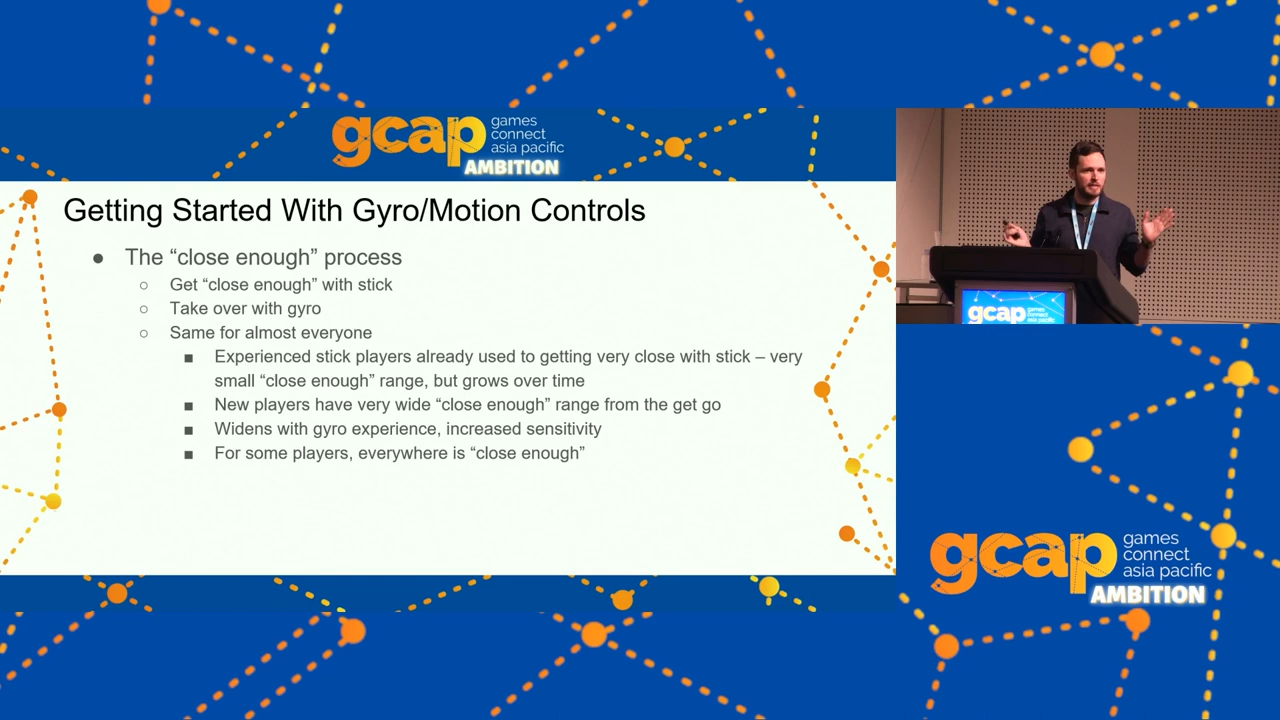 gcap games
connect
asia pacific
AMBITION
Getting Started With Gyro/Motion Controls
● The “close enough” process
○ Get “close enough” with stick
○ Take over with gyro
○ Same for almost everyone
■ Experienced stick players already used to getting very close with stick – very
small “close enough” range, but grows over time
■ New players have very wide “close enough” range from the get go
■ Widens with gyro experience, increased sensitivity
■ For some players, everywhere is “close enough”
gcap games
connect
asia pacific
gcap games
connect
asia pacific
AMBITION